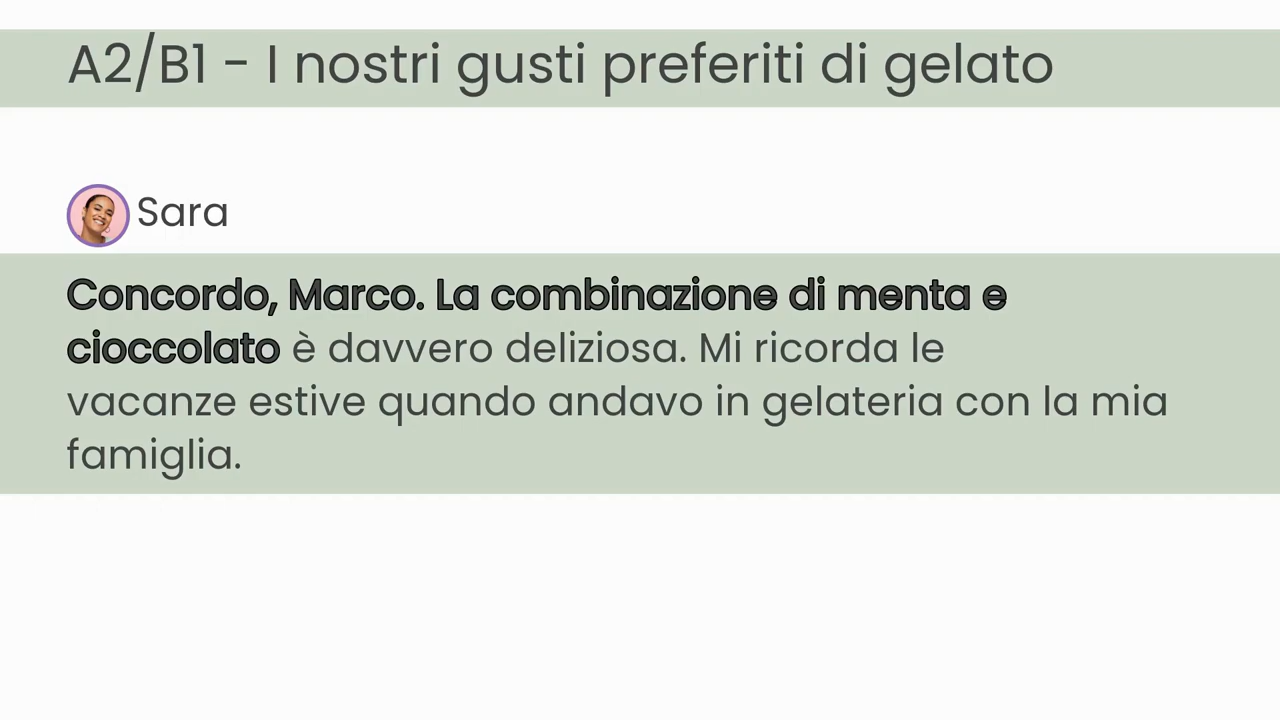 A2/B1 - I nostri gusti preferiti di gelato
Sara
Concordo, Marco. La combinazione di menta e
cioccolato è davvero deliziosa. Mi ricorda le
vacanze estive quando andavo in gelateria con la mia
famiglia.